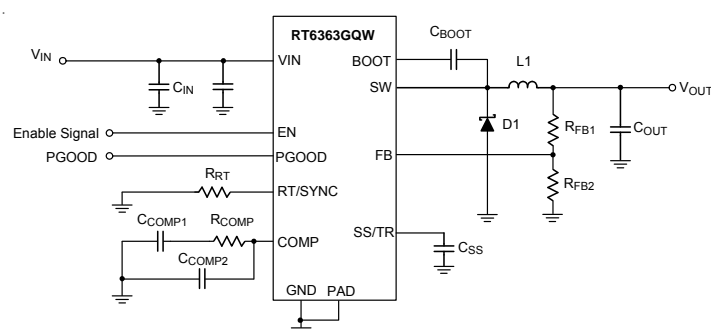 RT6363GQW
VIN
CIN
VIN
BOOT
CBOOT
SW
L1
VOUT
D1
RFB1
COUT
Enable Signal
EN
PGOOD
PGOOD
FB
RFB2
RRT
RT/SYNC
CCOMP1
RCOMP
COMP
CCOMP2
SS/TR
CSS
GND
PAD